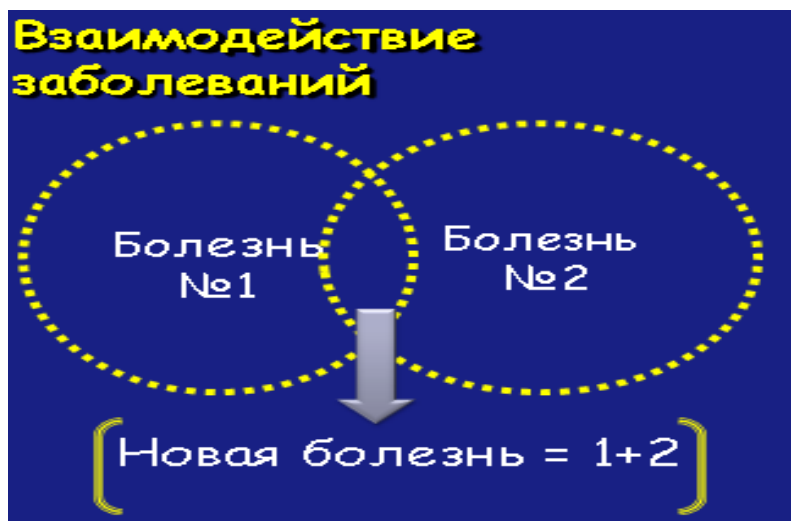 Взаимодействие
заболеваний
Болезнь
№1
Болезнь
№2
Новая болезнь = 1+2